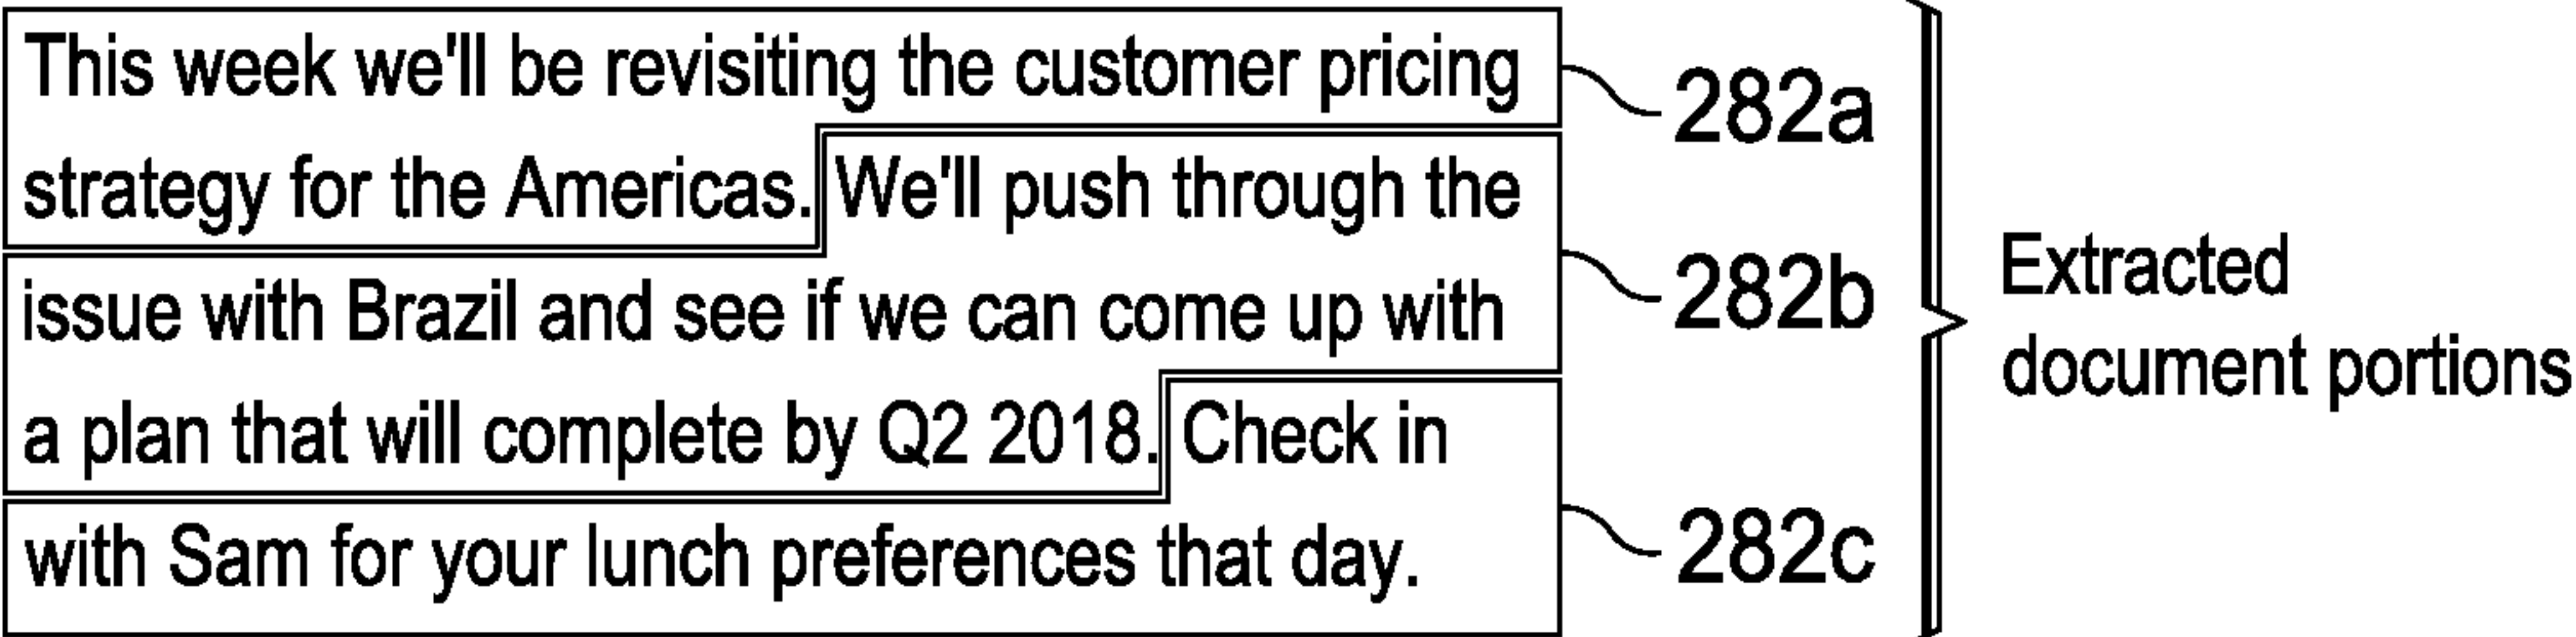 This week we'll be revisiting the customer pricing
strategy for the Americas. We'll push through the
issue with Brazil and see if we can come up with
a plan that will complete by Q2 2018. Check in
with Sam for your lunch preferences that day.
282a
282b
282c
Extracted
document portions